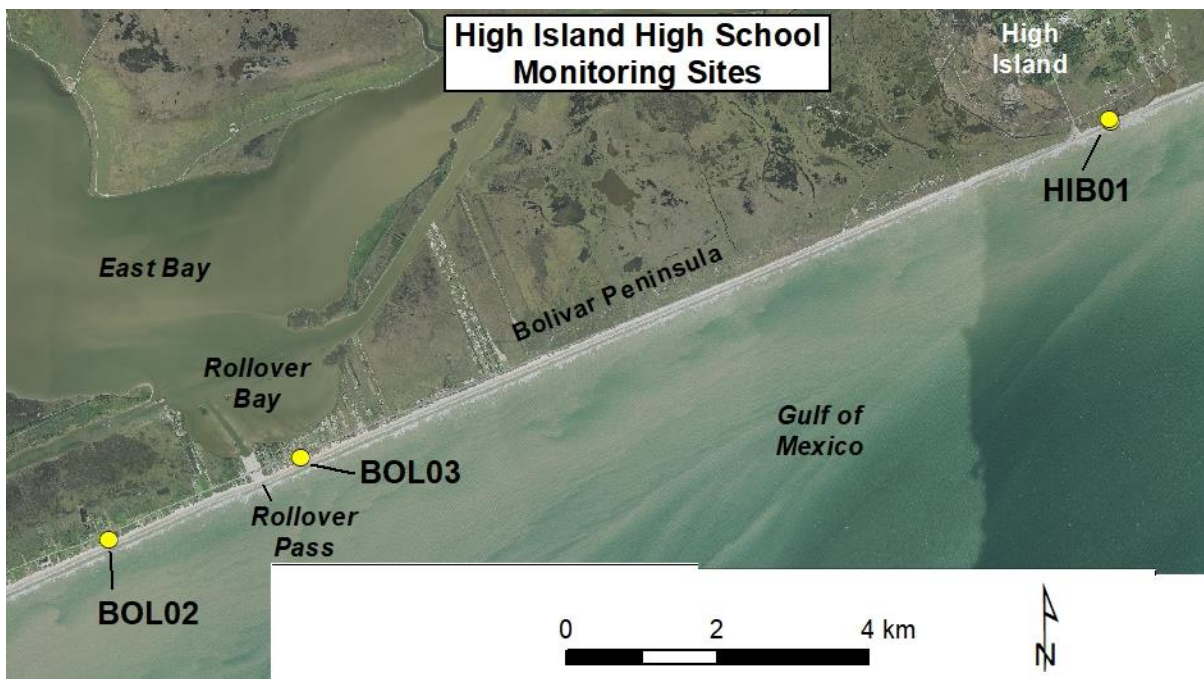 High Island High School
Monitoring Sites
High
Island
HIB01
East Bay
Bolivar Peninsula
Rollover
Bay
Gulf of
Mexico
BOL03
Rollover
Pass
BOL02
0 2 4 km
N